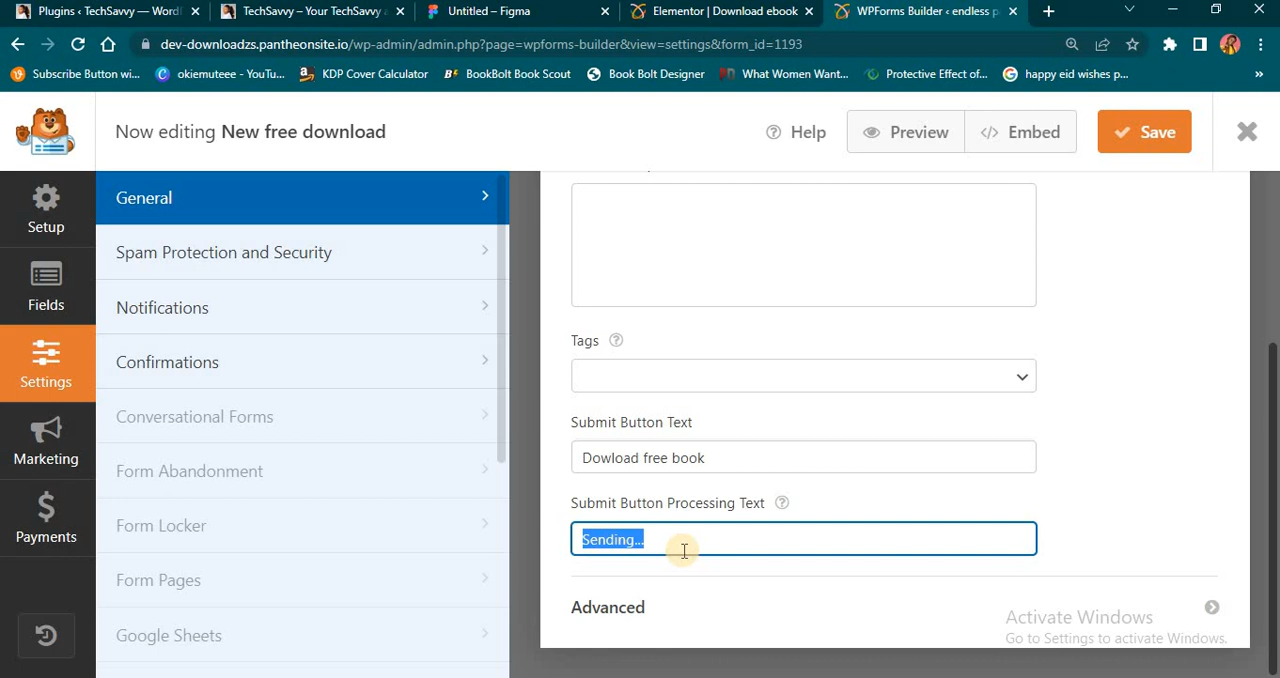 Plugins ‹ TechSavvy — Word
TechSavvy – Your TechSavvy
Untitled – Figma
Elementor | Download ebook
WPForms Builder ‹ endless p
dev-downloadzs.pantheonsite.io/wp-admin/admin.php?page=wpforms-builder&view=settings&form_id=1193
Subscribe Button wi...
okiemuteee - YouTu...
KDP Cover Calculator
BookBolt Book Scout
Book Bolt Designer
What Women Want...
Protective Effect of...
happy eid wishes p...
»
Now editing New free download
Help
Preview
Embed
Save
Setup
Fields
Settings
Marketing
Payments
General
Spam Protection and Security
Notifications
Confirmations
Conversational Forms
Form Abandonment
Form Locker
Form Pages
Google Sheets
Tags
Submit Button Text
Dowload free book
Submit Button Processing Text
Sending...
Advanced
Activate Windows
Go to Settings to activate Windows.